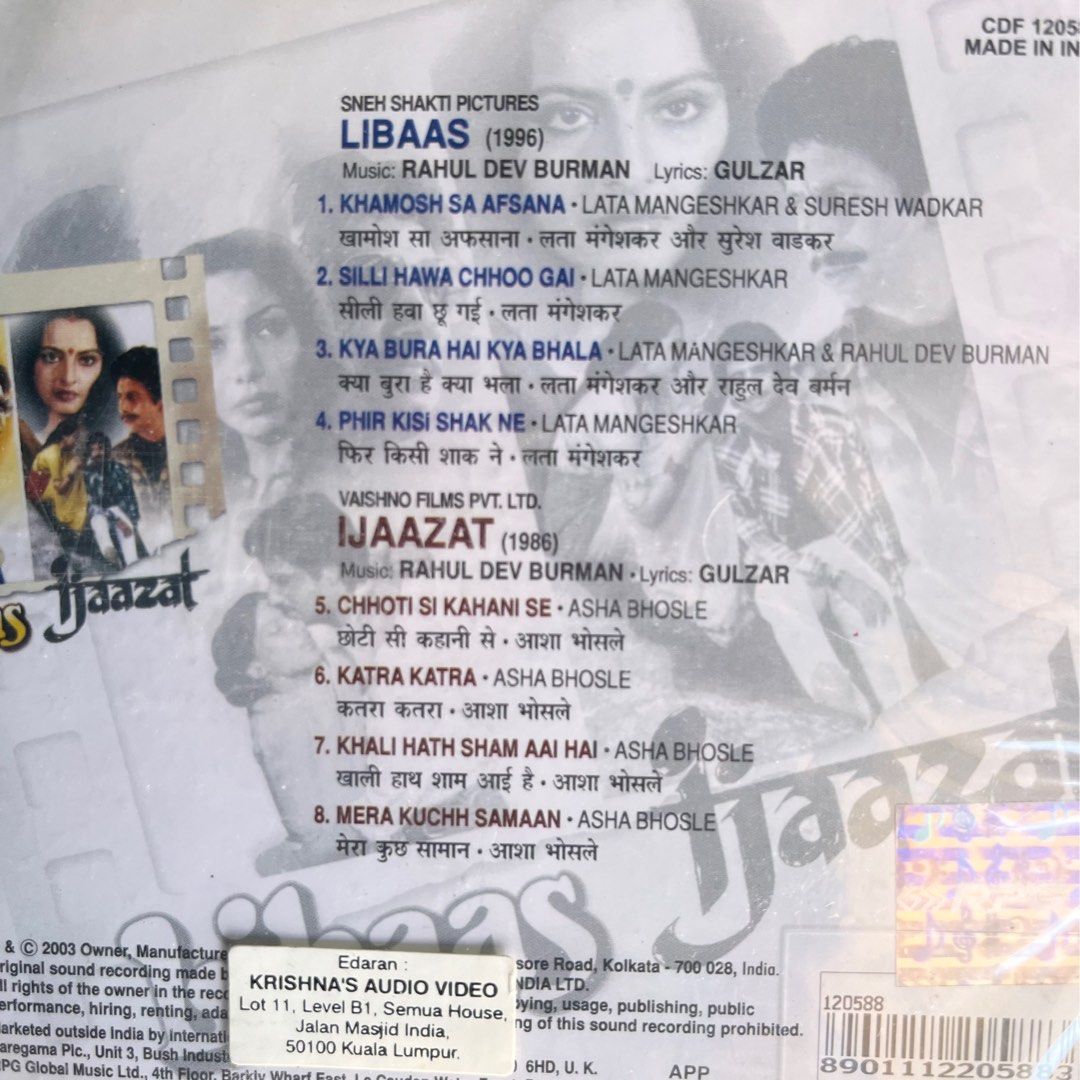 CDF 1205
MADE IN IN
SNEH SHAKTI PICTURES
LIBAAS (1996)
Music: RAHUL DEV BURMAN Lyrics: GULZAR
1. KHAMOSH SA AFSANA • LATA MANGESHKAR & SURESH WADKAR
खामोश सा अफसाना • लता मंगेशकर और सुरेश वाडकर
2. SILLI HAWA CHHOO GAI • LATA MANGESHKAR
सीली हवा छू गई • लता मंगेशकर
3. KYA BURA HAI KYA BHALA • LATA MANGESHKAR & RAHUL DEV BURMAN
क्या बुरा है क्या भला • लता मंगेशकर और राहुल देव बर्मन
4. PHIR KISi SHAK NE • LATA MANGESHKAR
फिर किसी शाक ने • लता मंगेशकर
VAISHNO FILMS PVT. LTD.
IJAAZAT (1986)
Music: RAHUL DEV BURMAN • Lyrics: GULZAR
5. CHHOTI SI KAHANI SE • ASHA BHOSLE
छोटी सी कहानी से • आशा भोसले
6. KATRA KATRA • ASHA BHOSLE
कतरा कतरा • आशा भोसले
7. KHALI HATH SHAM AAI HAI • ASHA BHOSLE
खाली हाथ शाम आई है • आशा भोसले
8. MERA KUCHH SAMAAN • ASHA BHOSLE
मेरा कुछ सामान • आशा भोसले
as ijaazat
ijaazat
Libaas
& © 2003 Owner, Manufacture
sore Road, Kolkata - 700 028, India.
riginal sound recording made b
NDIA LTD.
ll rights of the owner in the rec
ying, usage, publishing, public
erformance, hiring, renting, ada
ng of this sound recording prohibited.
arketed outside India by internati
aregama Plc., Unit 3, Bush Indust
6HD, U. K.
PG Global Music Ltd., 4th Floor, Barkly Wharf East,
APP
Edaran :
KRISHNA'S AUDIO VIDEO
Lot 11, Level B1, Semua House,
Jalan Masjid India,
50100 Kuala Lumpur.
120588
8901112205883